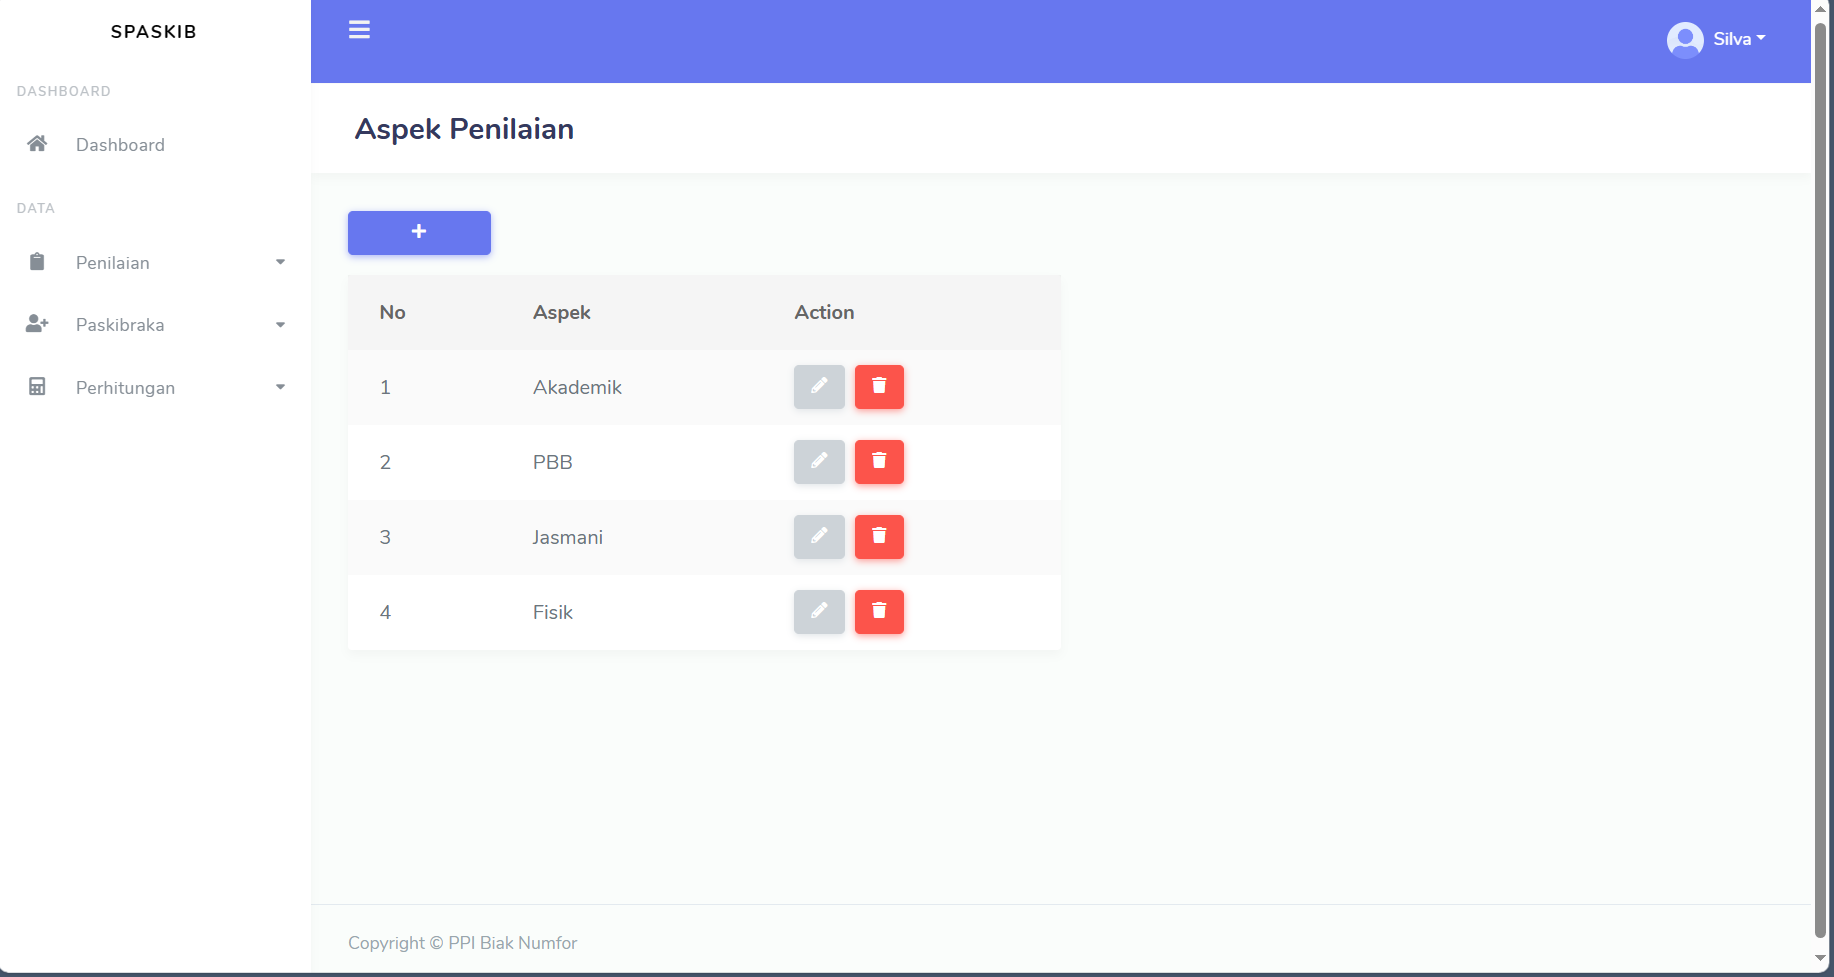 SPASKIB
Silva
DASHBOARD
Dashboard
DATA
Penilaian
Paskibraka
Perhitungan
Aspek Penilaian
+
No Aspek Action
1 Akademik
2 PBB
3 Jasmani
4 Fisik
Copyright © PPI Biak Numfor